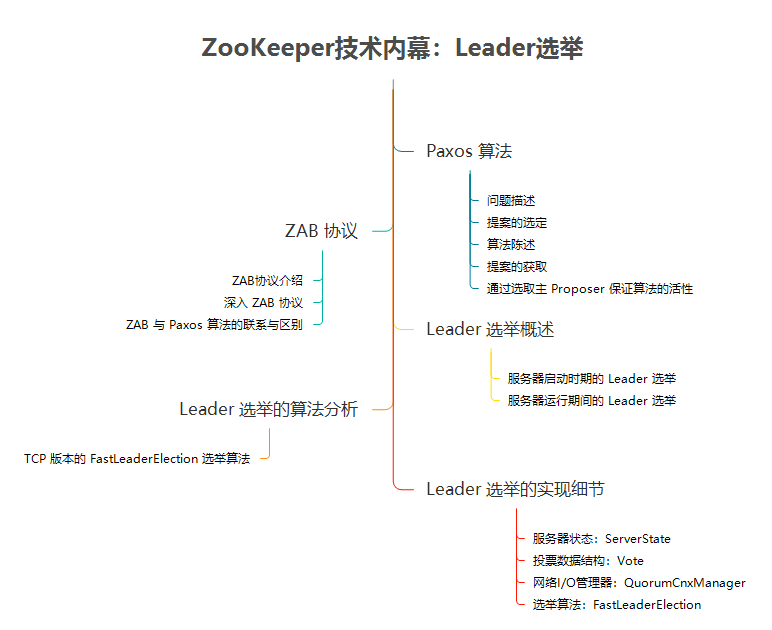 ZooKeeper技术内幕：Leader选举
Paxos 算法
问题描述
提案的选定
算法陈述
提案的获取
通过选取主 Proposer 保证算法的活性
ZAB 协议
ZAB协议介绍
深入 ZAB 协议
ZAB 与 Paxos 算法的联系与区别
Leader 选举概述
服务器启动时期的 Leader 选举
服务器运行期间的 Leader 选举
Leader 选举的算法分析
TCP 版本的 FastLeaderElection 选举算法
Leader 选举的实现细节
服务器状态：ServerState
投票数据结构：Vote
网络I/O管理器：QuorumCnxManager
选举算法：FastLeaderElection